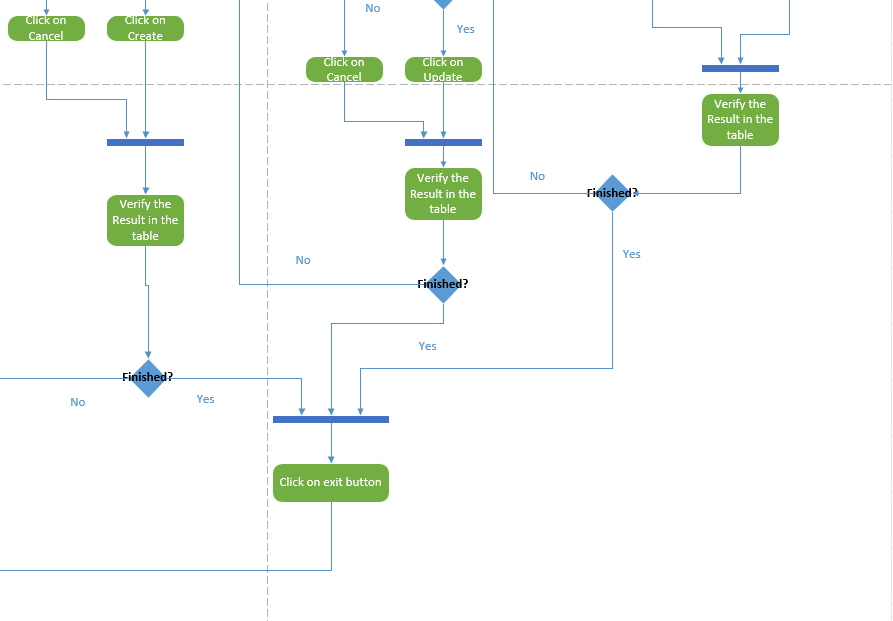 No
Click on
Cancel
Click on
Create
Yes
Click on
Cancel
Click on
Update
Verify the
Result in the
table
No
Finished?
Verify the
Result in the
table
Verify the
Result in the
table
Yes
No
Finished?
Yes
Finished?
No
Yes
Click on exit button